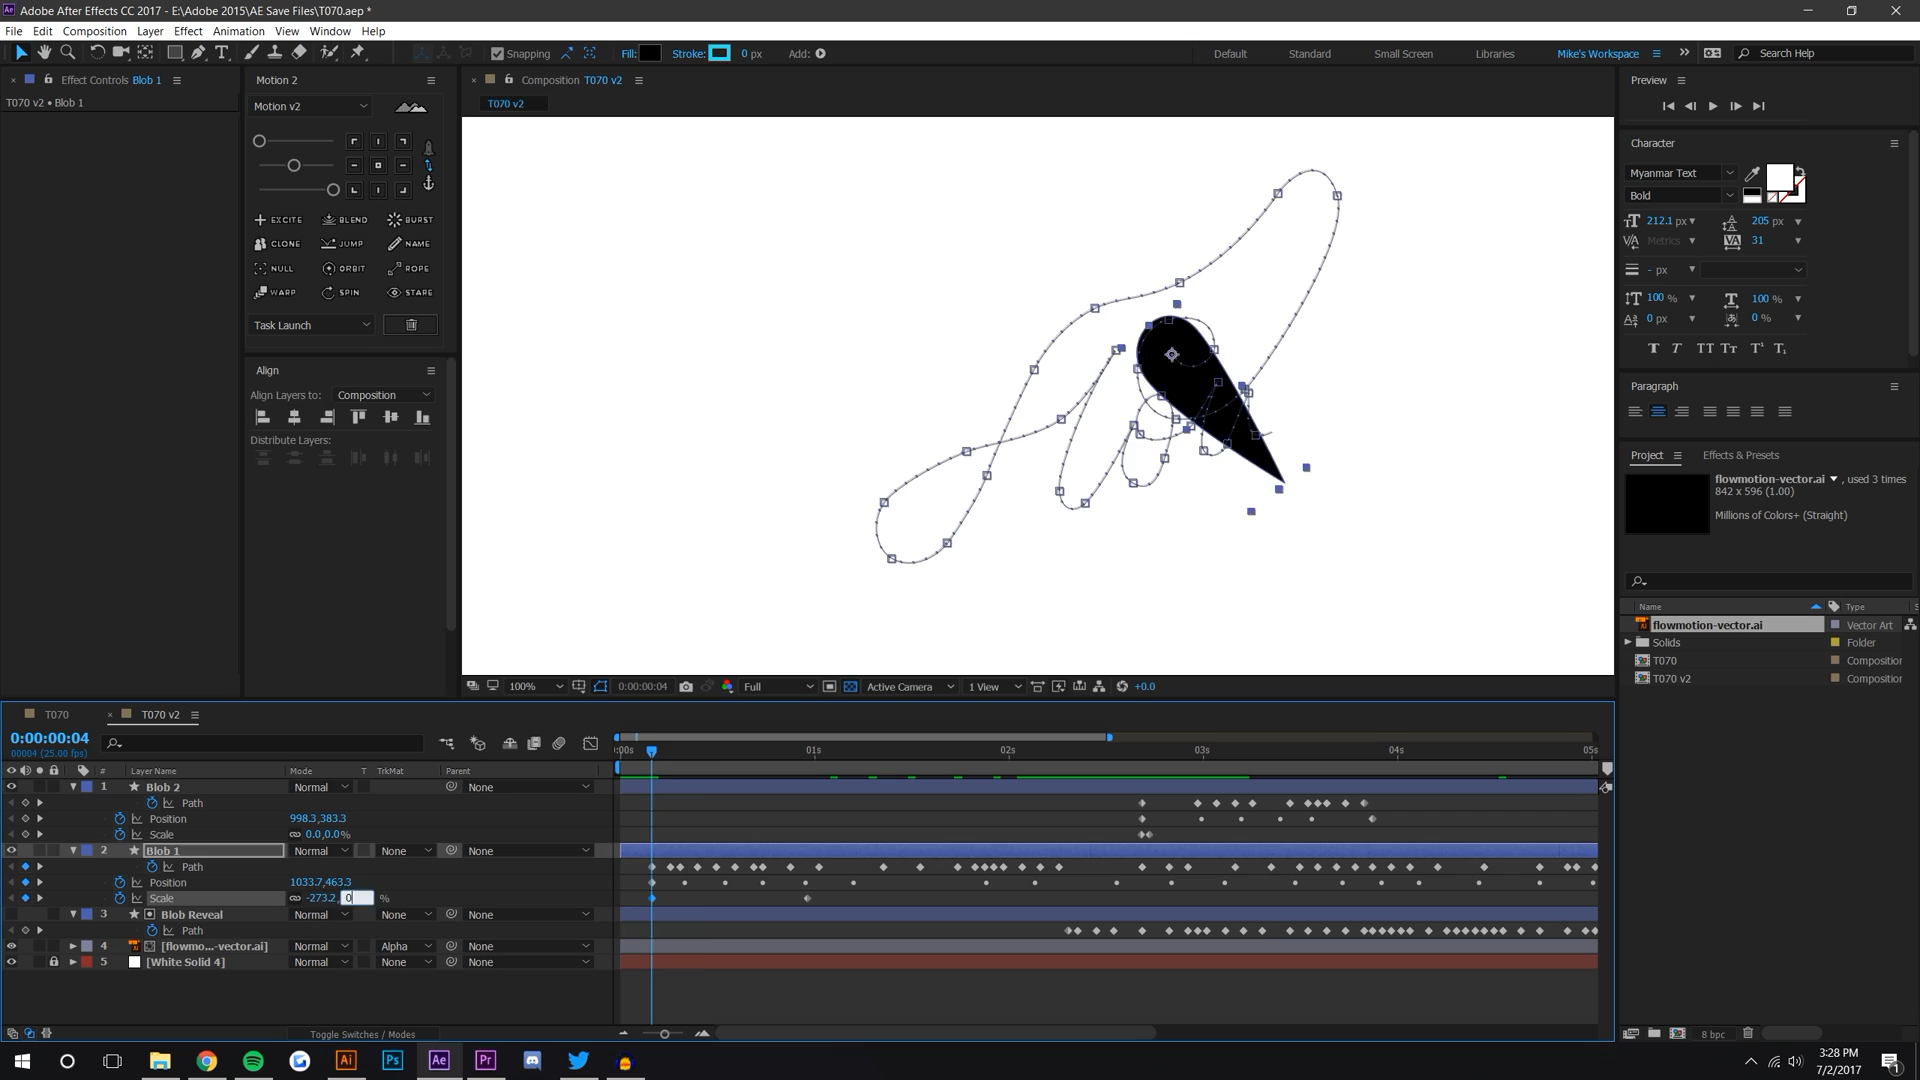 Adobe After Effects CC 2017 - E:\Adobe 2015\AE Save Files\T070.aep *
File Edit Composition Layer Effect Animation View Window Help
Snapping Fill: Stroke: 0 px Add: Default Standard Small Screen Libraries Mike's Workspace Search Help
Effect Controls Blob 1
T070 v2 • Blob 1
Motion 2
Motion v2
EXCITE BLEND BURST
CLONE JUMP NAME
NULL ORBIT ROPE
WARP SPIN STARE
Task Launch
Align
Align Layers to: Composition
Distribute Layers:
Composition T070 v2
T070 v2
100% 0:00:00:04 Full Active Camera 1 View +0.0
Preview
Character
Myanmar Text
Bold
212.1 px 205 px
Metrics 31
- px
100 % 100 %
0 px 0 %
Paragraph
Project Effects & Presets
flowmotion-vector.ai , used 3 times
842 x 596 (1.00)
Millions of Colors+ (Straight)
Name Type
flowmotion-vector.ai Vector Art
Solids Folder
T070 Compositior
T070 v2 Compositior
8 bpc
T070 T070 v2
0:00:00:04
00004 (25.00 fps)
# Layer Name Mode T TrkMat Parent
:00s 01s 02s 03s 04s 05s
1 Blob 2 Normal None
Path
Position 998.3,383.3
Scale 0.0,0.0%
2 Blob 1 Normal None None
Path
Position 1033.7,463.3
Scale -273.2, 0 %
3 Blob Reveal Normal None None
Path
4 [flowmo...-vector.ai] Normal Alpha None
5 [White Solid 4] Normal None None
Toggle Switches / Modes
3:28 PM
7/2/2017